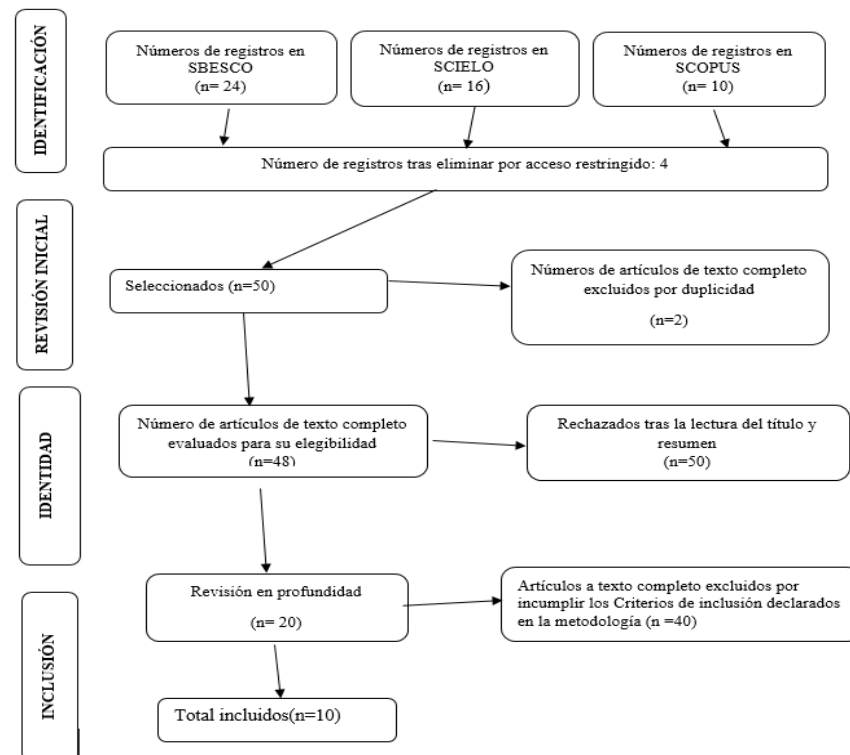 IDENTIFICACIÓN
Números de registros en
SBESCO
(n= 24)
Números de registros en
SCIELO
(n= 16)
Números de registros en
SCOPUS
(n= 10)
Número de registros tras eliminar por acceso restringido: 4
REVISIÓN INICIAL
Seleccionados (n=50)
Números de artículos de texto completo
excluidos por duplicidad
(n=2)
IDENTIDAD
Número de artículos de texto completo
evaluados para su elegibilidad
(n=48)
Rechazados tras la lectura del título y
resumen
(n=50)
INCLUSIÓN
Revisión en profundidad
(n= 20)
Artículos a texto completo excluidos por
incumplir los Criterios de inclusión declarados
en la metodología (n =40)
Total incluidos(n=10)